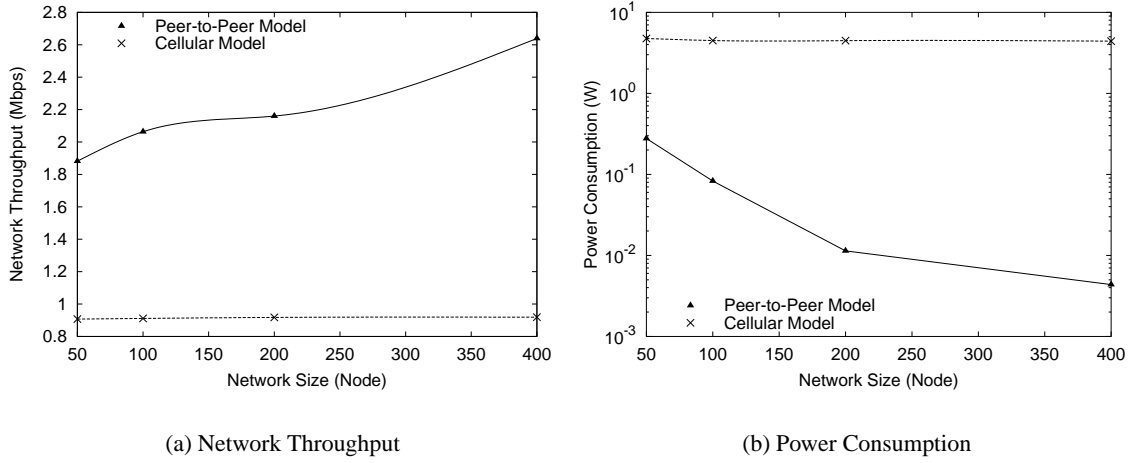 Peer-to-Peer Model
Cellular Model
Network Throughput (Mbps)
2.8
2.6
2.4
2.2
2
1.8
1.6
1.4
1.2
1
0.8
50 100 150 200 250 300 350 400
Network Size (Node)
(a) Network Throughput
Power Consumption (W)
10^1
10^0
10^-1
10^-2
10^-3
Peer-to-Peer Model
Cellular Model
50 100 150 200 250 300 350 400
Network Size (Node)
(b) Power Consumption